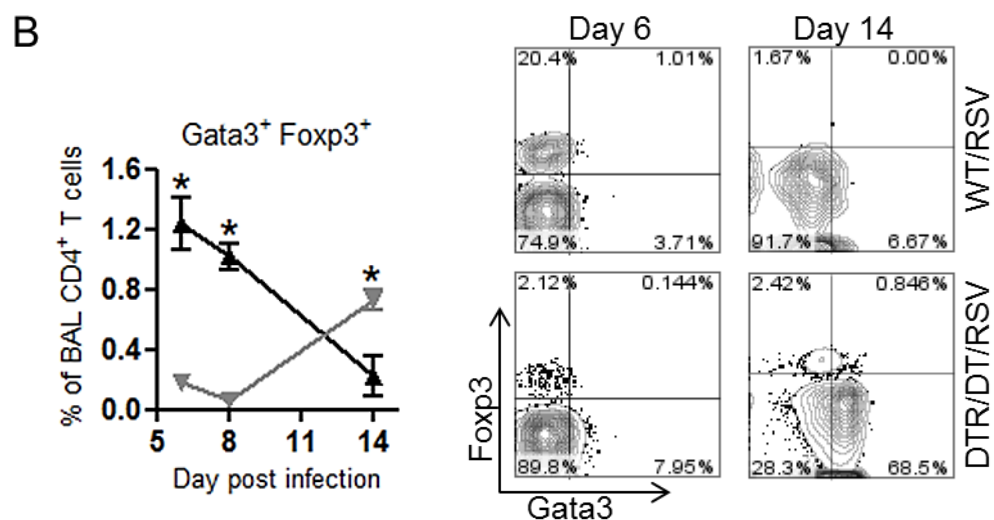 B
Gata3+ Foxp3+
% of BAL CD4+ T cells
1.6
1.2
0.8
0.4
0.0
*
*
*
5
8
11
14
Day post infection
Day 6
Day 14
20.4%
1.01%
74.9%
3.71%
1.67%
0.00%
91.7%
6.67%
WT/RSV
2.12%
0.144%
89.8%
7.95%
2.42%
0.846%
28.3%
68.5%
DTR/DT/RSV
Foxp3
Gata3